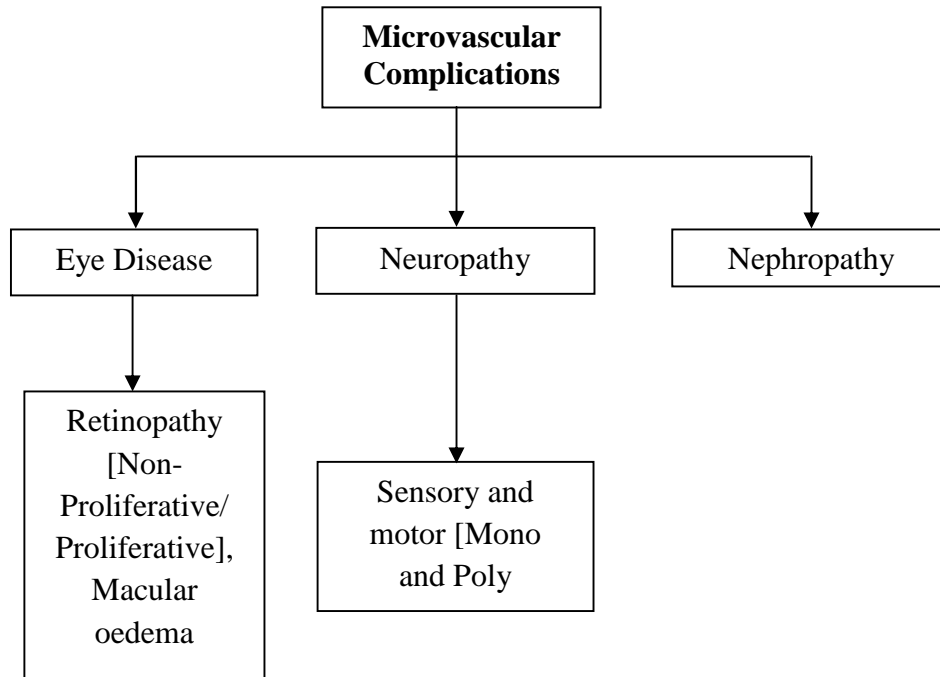 Microvascular
Complications
Eye Disease
Neuropathy
Nephropathy
Retinopathy
[Non-
Proliferative/
Proliferative],
Macular
oedema
Sensory and
motor [Mono
and Poly